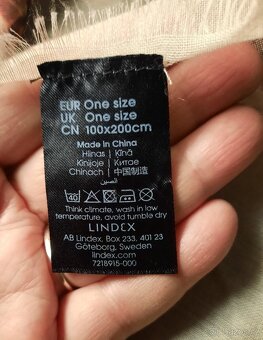 EUR One size
UK One size
CN 100x200cm
Made in China
Hiinas / Ķīnā
Kinijoje / Китае
Chinach / 中国制造
الصين
40
Think climate, wash in low
temperature, avoid tumble dry
LINDEX
AB Lindex, Box 233, 401 23
Göteborg, Sweden
lindex.com
7218915-000